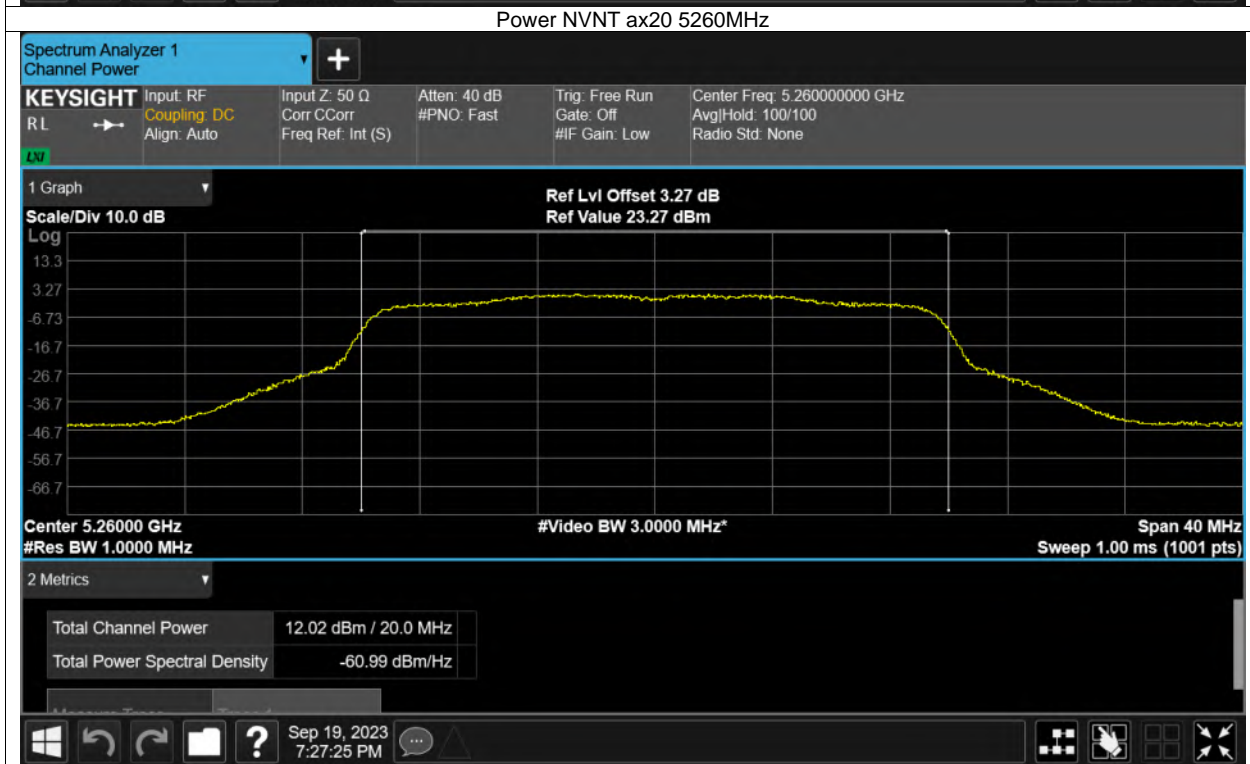 Power NVNT ax20 5260MHz
Spectrum Analyzer 1
Channel Power
KEYSIGHT Input: RF Input Z: 50 Ω Atten: 40 dB Trig: Free Run Center Freq: 5.260000000 GHz
RL Coupling: DC Corr CCorr #PNO: Fast Gate: Off Avg|Hold: 100/100
Align: Auto Freq Ref: Int (S) #IF Gain: Low Radio Std: None
LXI
1 Graph
Ref Lvl Offset 3.27 dB
Scale/Div 10.0 dB Ref Value 23.27 dBm
Log
13.3
3.27
-6.73
-16.7
-26.7
-36.7
-46.7
-56.7
-66.7
Center 5.26000 GHz #Video BW 3.0000 MHz* Span 40 MHz
#Res BW 1.0000 MHz Sweep 1.00 ms (1001 pts)
2 Metrics
Total Channel Power 12.02 dBm / 20.0 MHz
Total Power Spectral Density -60.99 dBm/Hz
Sep 19, 2023
7:27:25 PM